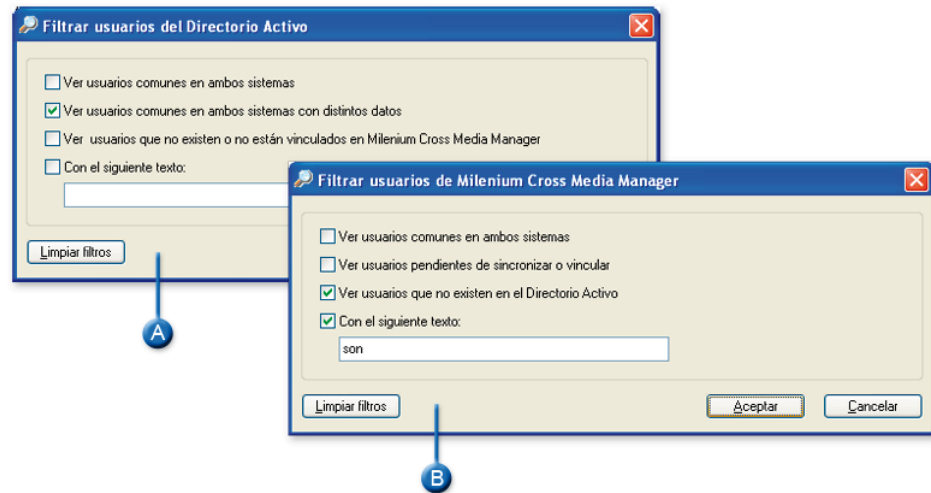 Filtrar usuarios del Directorio Activo
Ver usuarios comunes en ambos sistemas
Ver usuarios comunes en ambos sistemas con distintos datos
Ver usuarios que no existen o no están vinculados en Milenium Cross Media Manager
Con el siguiente texto:
Limpiar filtros
A
Filtrar usuarios de Milenium Cross Media Manager
Ver usuarios comunes en ambos sistemas
Ver usuarios pendientes de sincronizar o vincular
Ver usuarios que no existen en el Directorio Activo
Con el siguiente texto:
son
Limpiar filtros
Aceptar
Cancelar
B